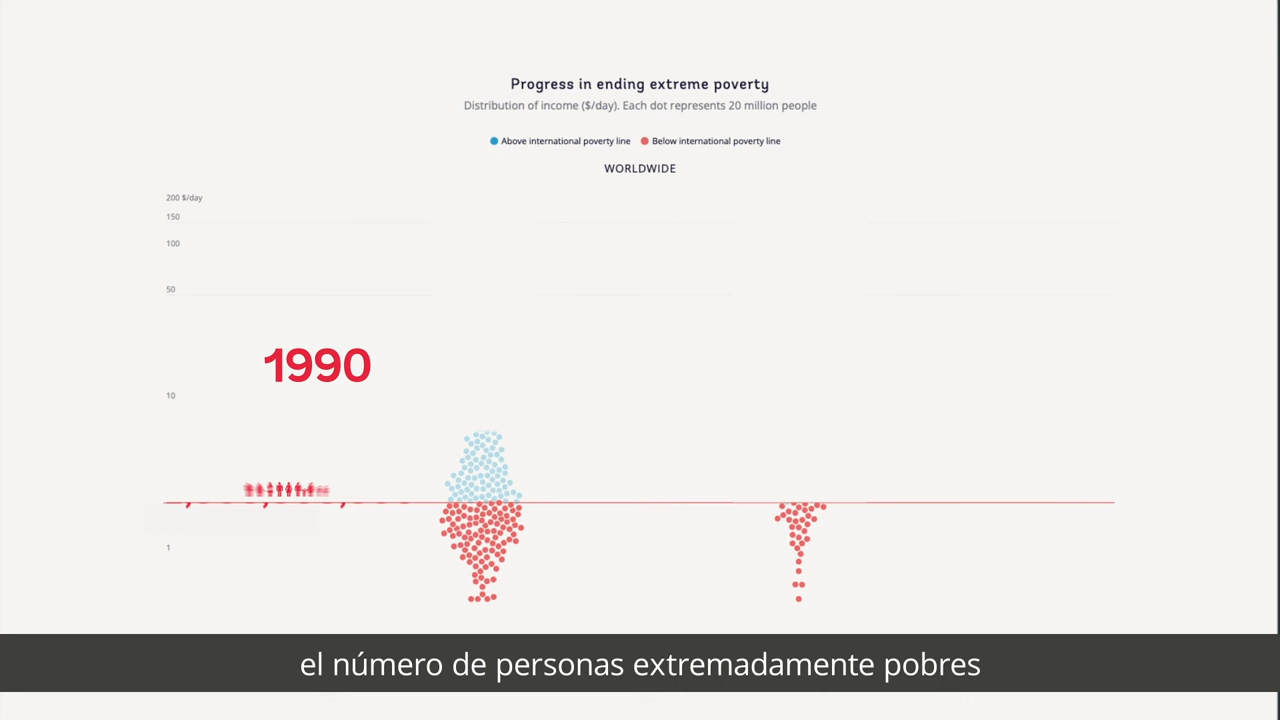 Progress in ending extreme poverty
Distribution of income ($/day). Each dot represents 20 million people
Above international poverty line Below international poverty line
WORLDWIDE
200 $/day
150
100
50
1990
10
1
el número de personas extremadamente pobres